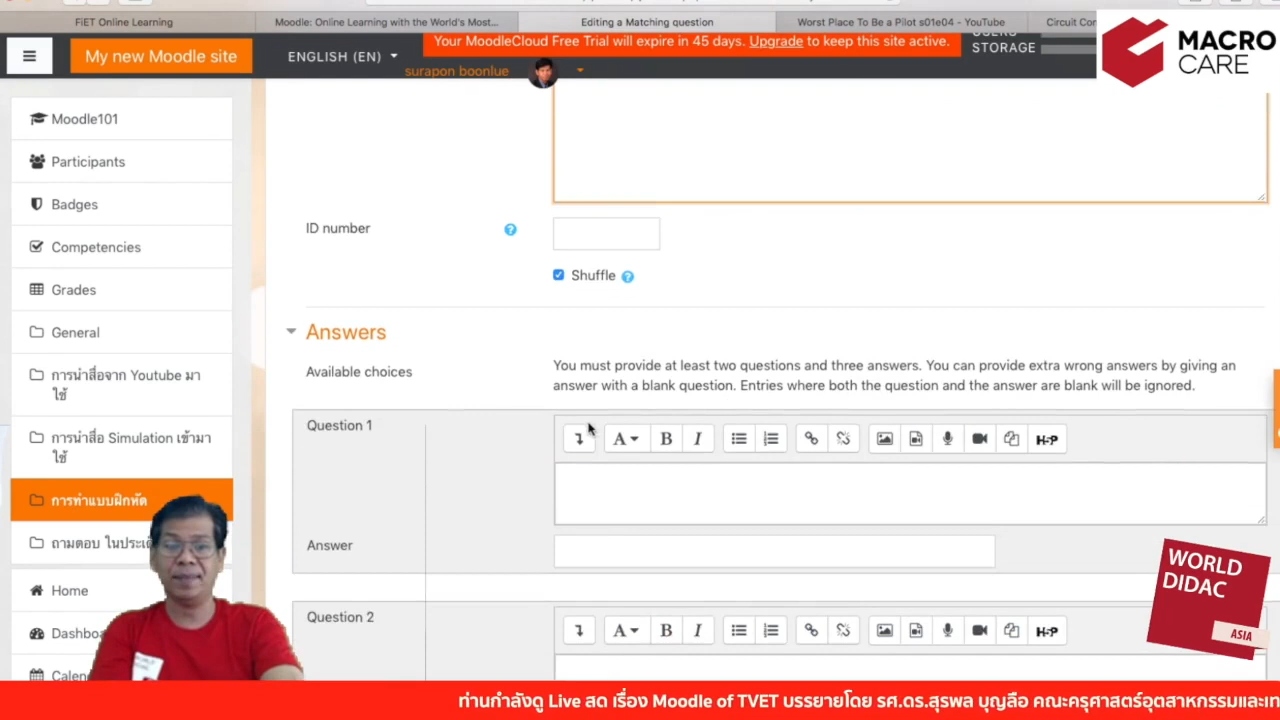 FiET Online Learning
Moodle: Online Learning with the World's Most...
Editing a Matching question
Worst Place To Be a Pilot s01e04 - YouTube
Circuit Con
My new Moodle site
ENGLISH (EN)
Your MoodleCloud Free Trial will expire in 45 days. Upgrade to keep this site active.
surapon boonlue
STORAGE
MACRO
CARE
Moodle101
Participants
Badges
Competencies
Grades
General
การนำสื่อจาก Youtube มา
ใช้
การนำสื่อ Simulation เข้ามา
ใช้
การทำแบบฝึกหัด
ถามตอบ ในประเด็
Home
Dashboa
Calen
ID number
Shuffle
Answers
Available choices
You must provide at least two questions and three answers. You can provide extra wrong answers by giving an
answer with a blank question. Entries where both the question and the answer are blank will be ignored.
Question 1
A B I
H5P
Answer
Question 2
A B I
H5P
WORLD
DIDAC
ASIA
ท่านกำลังดู Live สด เรื่อง Moodle of TVET บรรยายโดย รศ.ดร.สุรพล บุญลือ คณะครุศาสตร์อุตสาหกรรมและเท